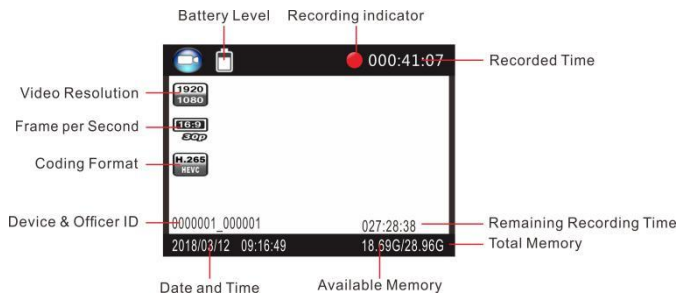 Battery Level Recording indicator
000:41:07 Recorded Time
Video Resolution 1920
1080
Frame per Second 16:9
30p
Coding Format H.265
HEVC
Device & Officer ID 0000001_000001 027:28:38 Remaining Recording Time
2018/03/12 09:16:49 18.69G/28.96G Total Memory
Date and Time Available Memory